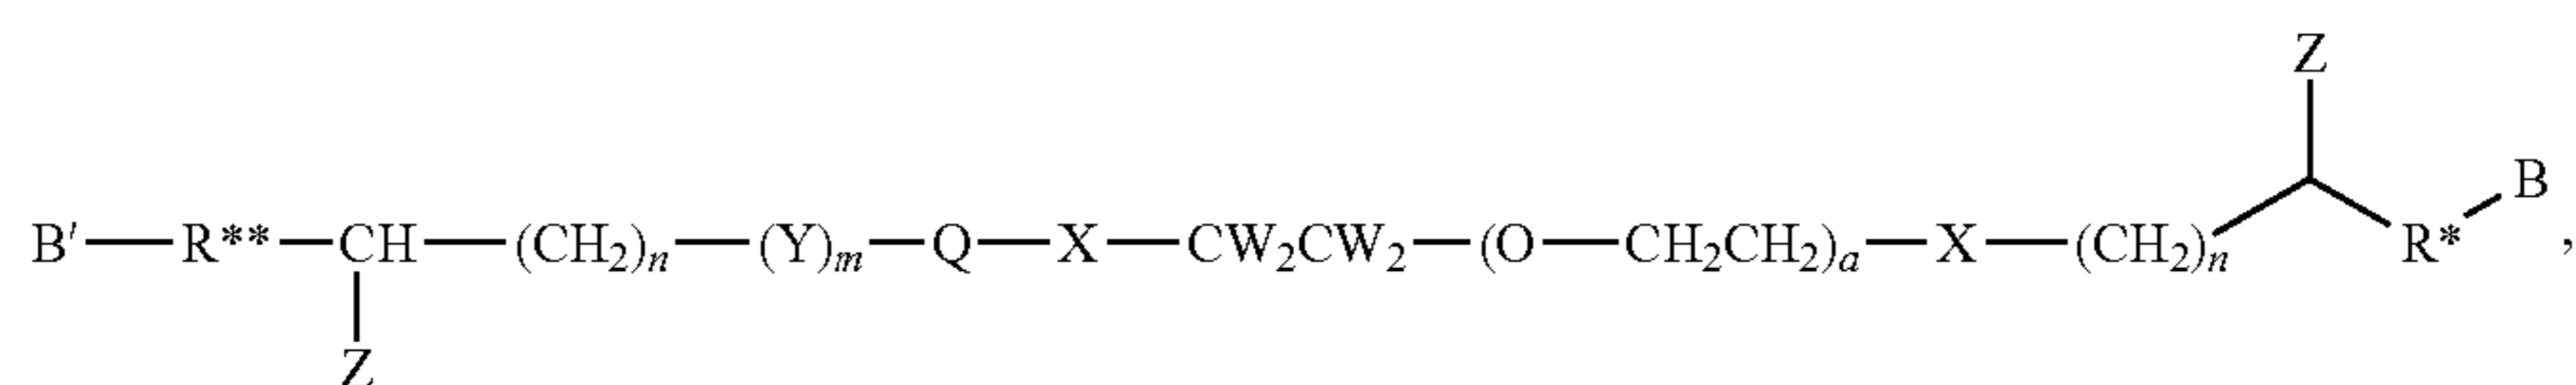 Z
B
B′—R**—CH—(CH₂)ₙ—(Y)ₘ—Q—X—CW₂CW₂—(O—CH₂CH₂)ₐ—X—(CH₂)ₙ R* ,
Z